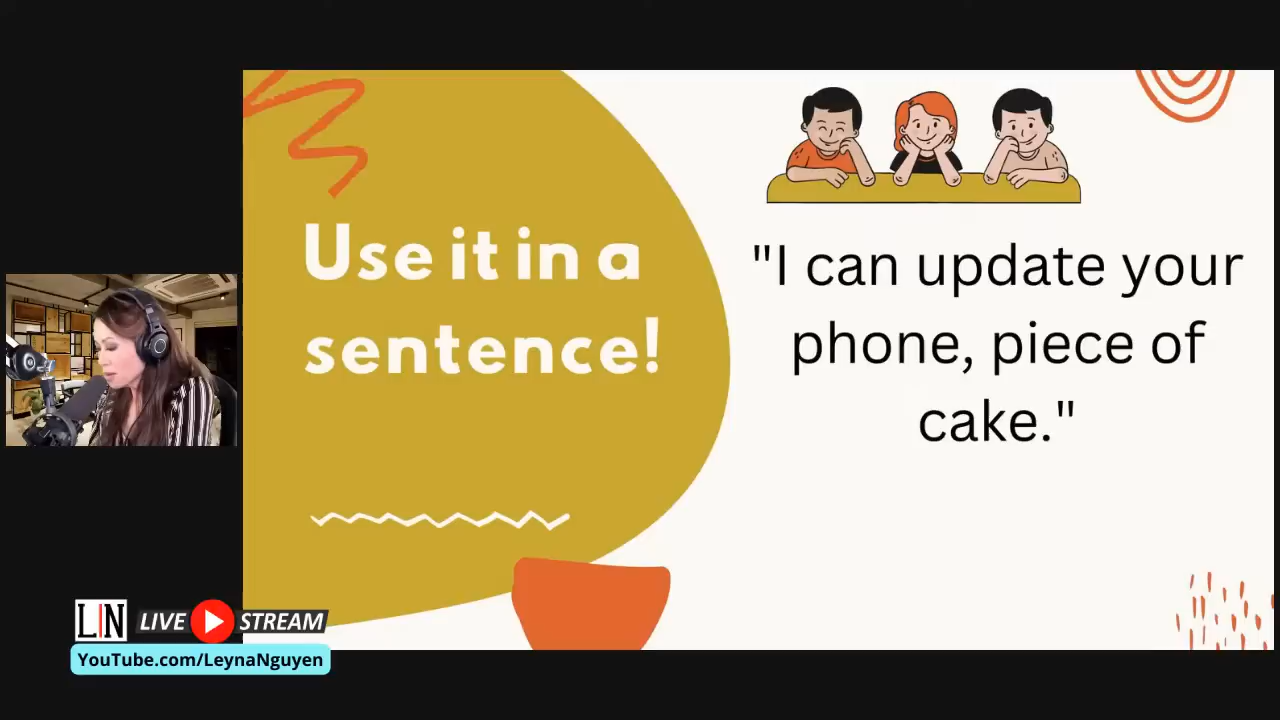 Use it in a
sentence!
"I can update your
phone, piece of
cake."
LN LIVE STREAM
YouTube.com/LeynaNguyen